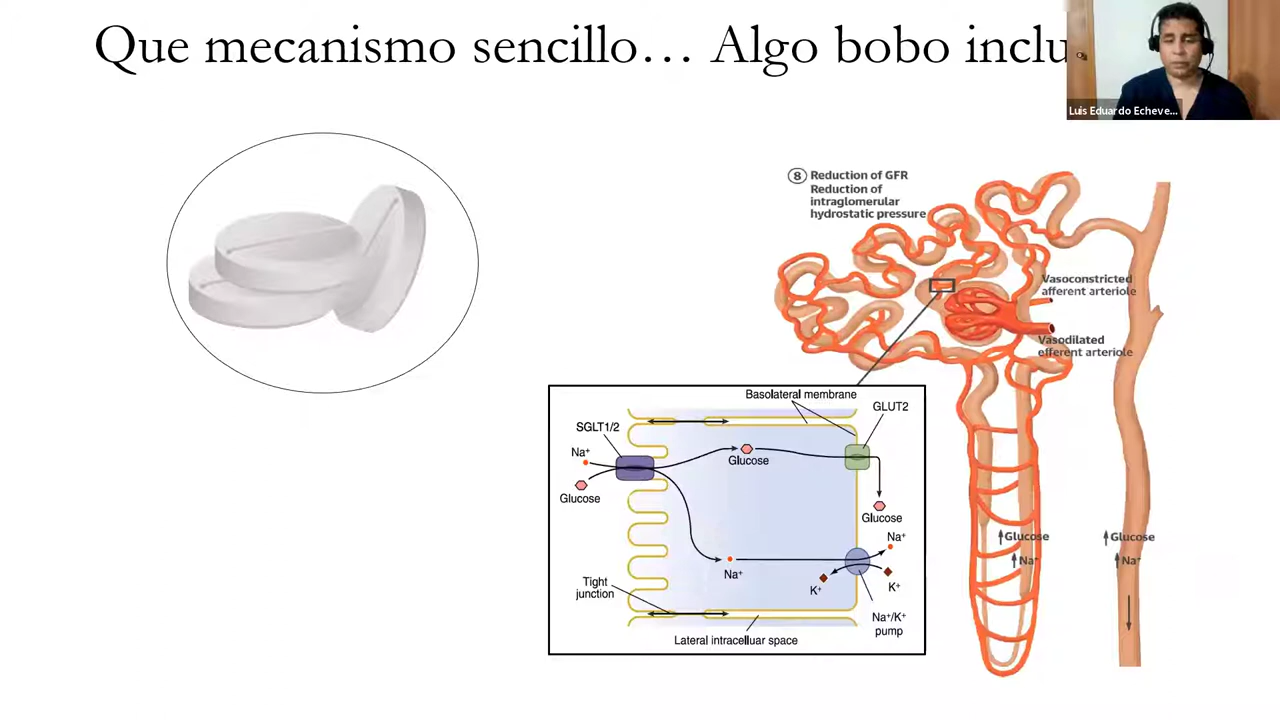 Que mecanismo sencillo… Algo bobo inclu
Luis Eduardo Echeve...
8 Reduction of GFR
Reduction of
intraglomerular
hydrostatic pressure
Vasoconstricted
afferent arteriole
Vasodilated
efferent arteriole
Basolateral membrane
GLUT2
SGLT1/2
Na⁺
Glucose
Glucose
Glucose
Na⁺
Na⁺
K⁺
K⁺
Tight
junction
Na⁺/K⁺
pump
Lateral intracelluar space
↑Glucose
↑Na⁺
↑Glucose
↑Na⁺